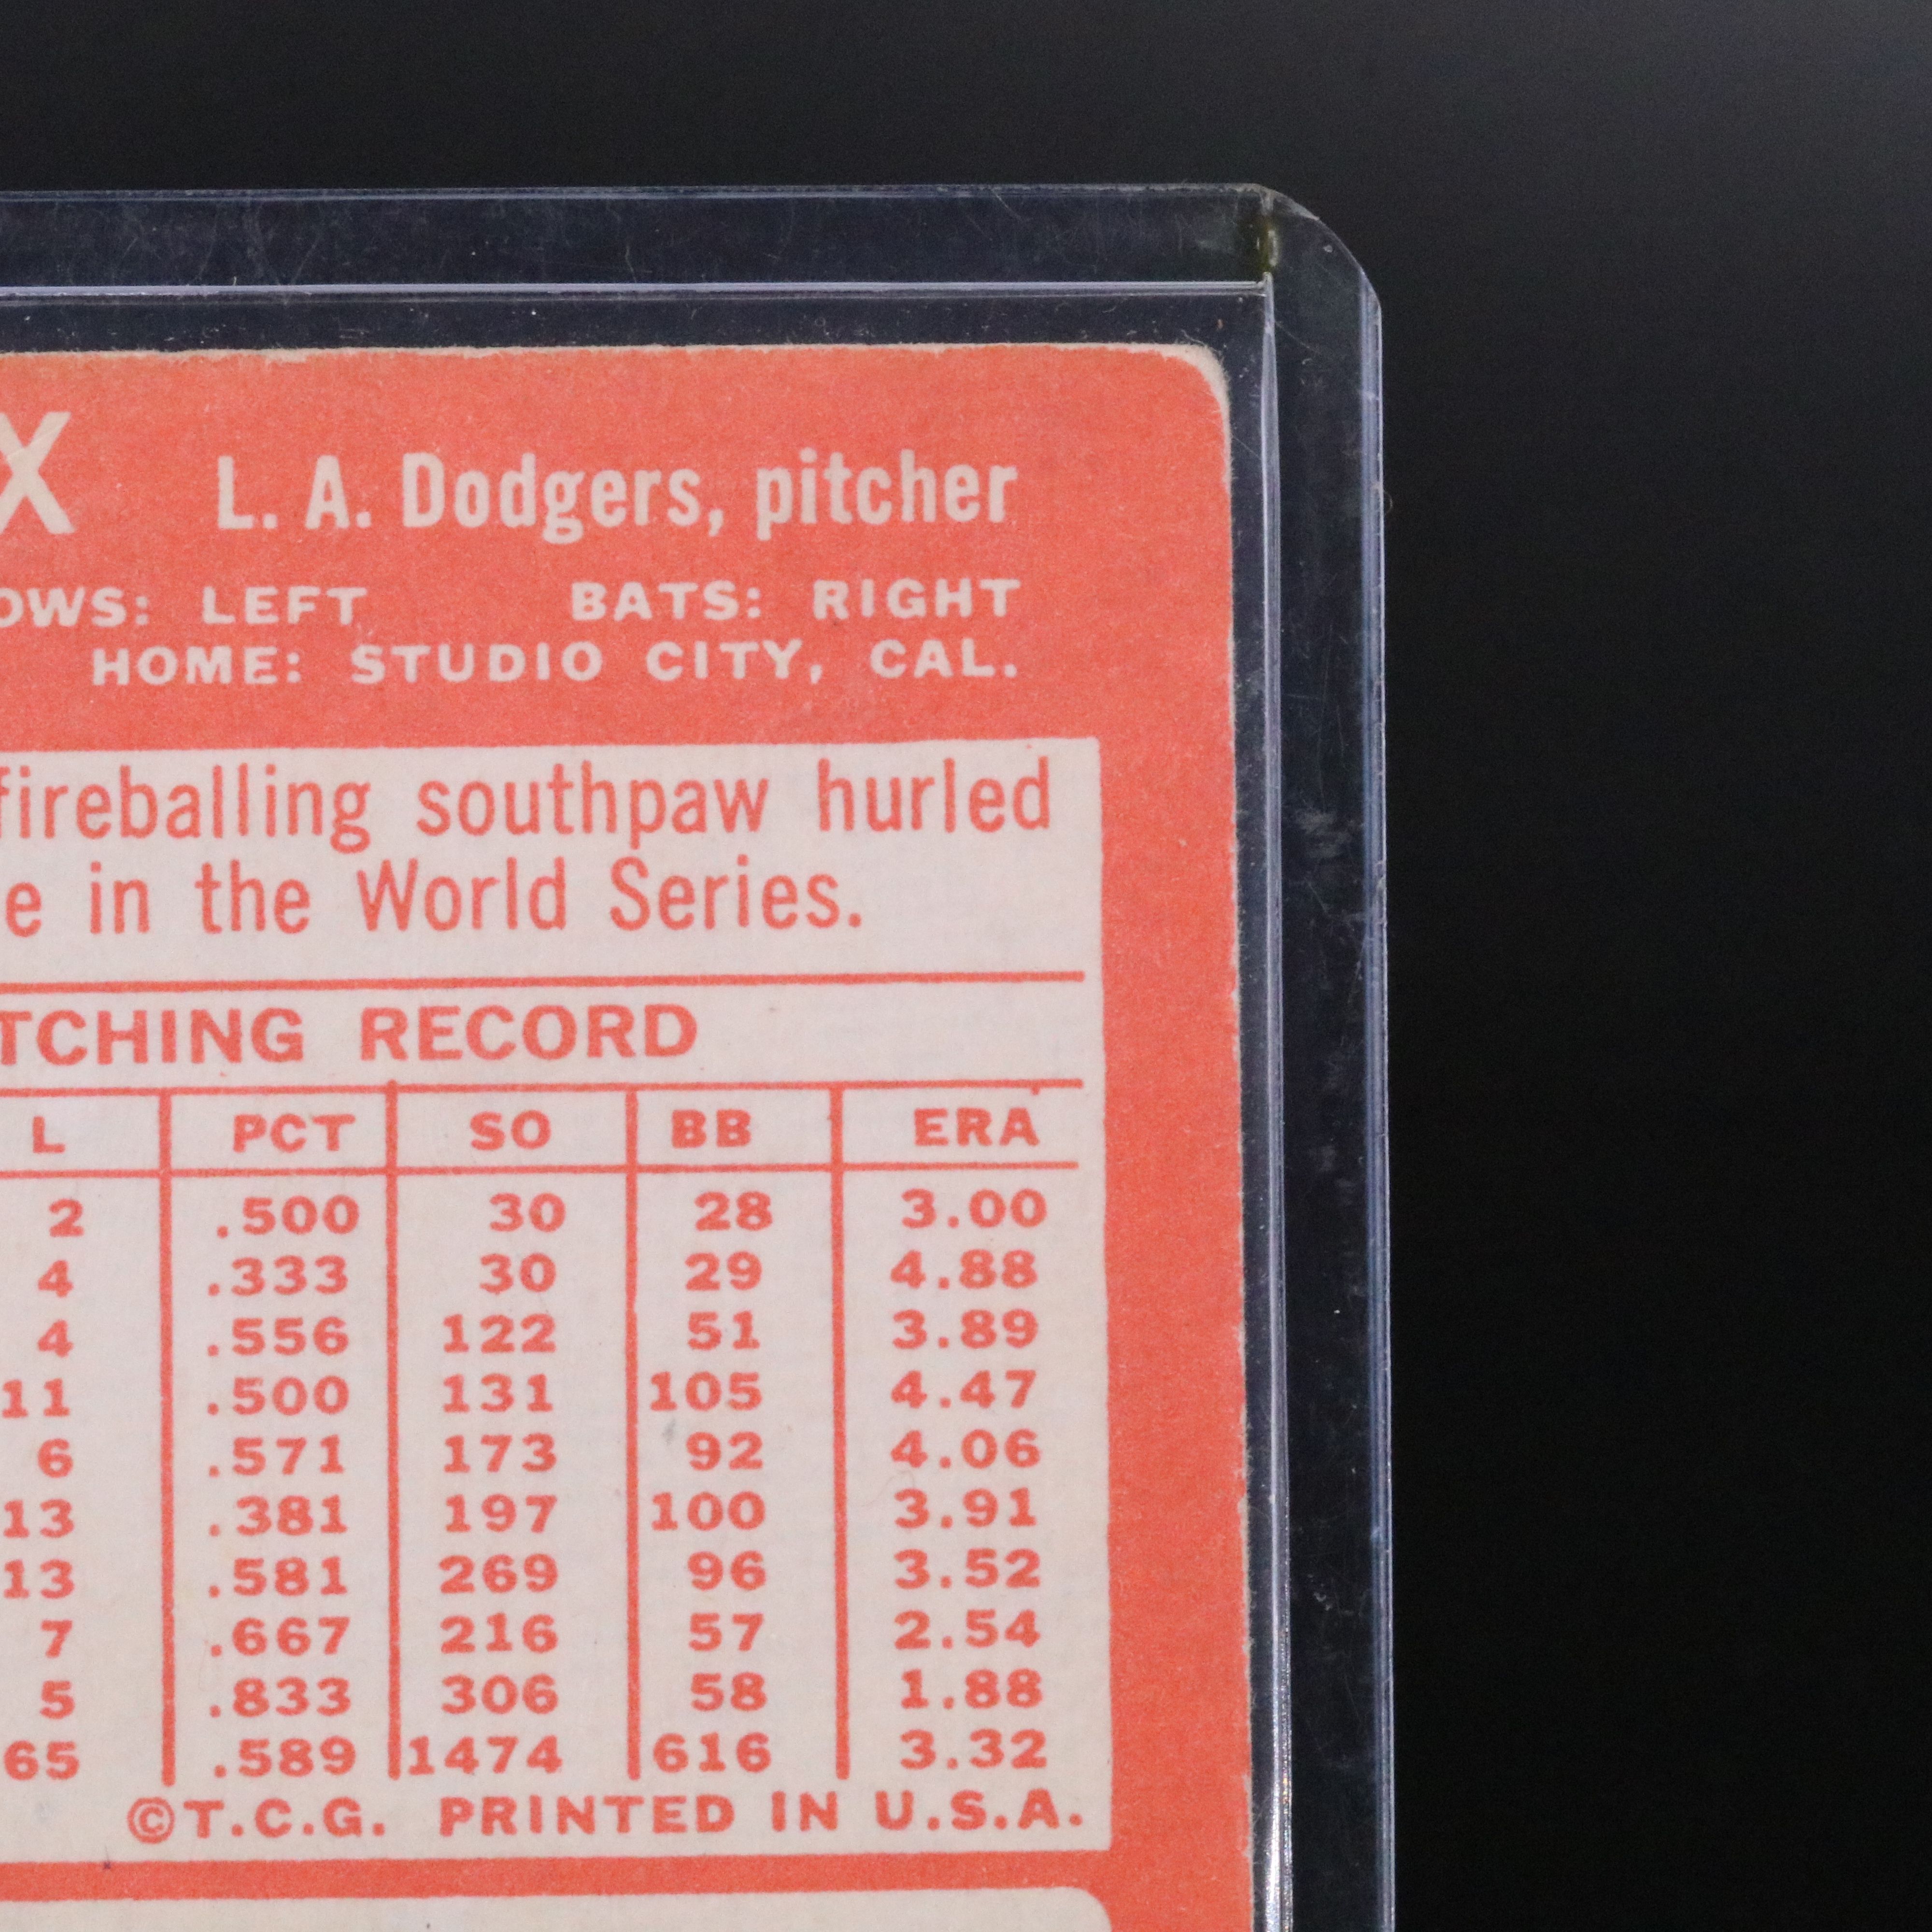 X L. A. Dodgers, pitcher
OWS: LEFT BATS: RIGHT
HOME: STUDIO CITY, CAL.
fireballing southpaw hurled
e in the World Series.
TCHING RECORD
L PCT SO BB ERA
2 .500 30 28 3.00
4 .333 30 29 4.88
4 .556 122 51 3.89
11 .500 131 105 4.47
6 .571 173 92 4.06
13 .381 197 100 3.91
13 .581 269 96 3.52
7 .667 216 57 2.54
5 .833 306 58 1.88
65 .589 1474 616 3.32
©T.C.G. PRINTED IN U.S.A.